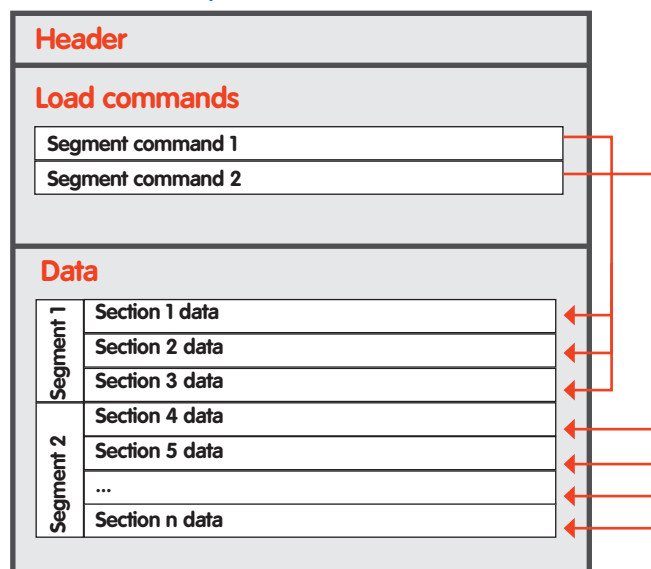 Header
Load commands
Segment command 1
Segment command 2
Data
Segment 1
Section 1 data
Section 2 data
Section 3 data
Segment 2
Section 4 data
Section 5 data
...
Section n data